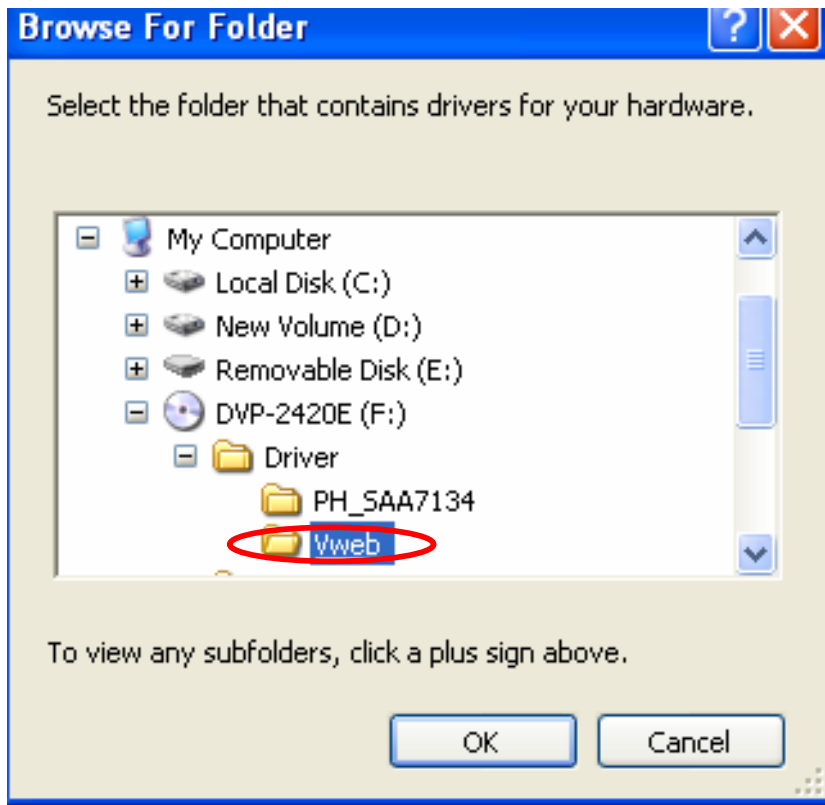 Browse For Folder
Select the folder that contains drivers for your hardware.
My Computer
Local Disk (C:)
New Volume (D:)
Removable Disk (E:)
DVP-2420E (F:)
Driver
PH_SAA7134
Vweb
To view any subfolders, click a plus sign above.
OK Cancel